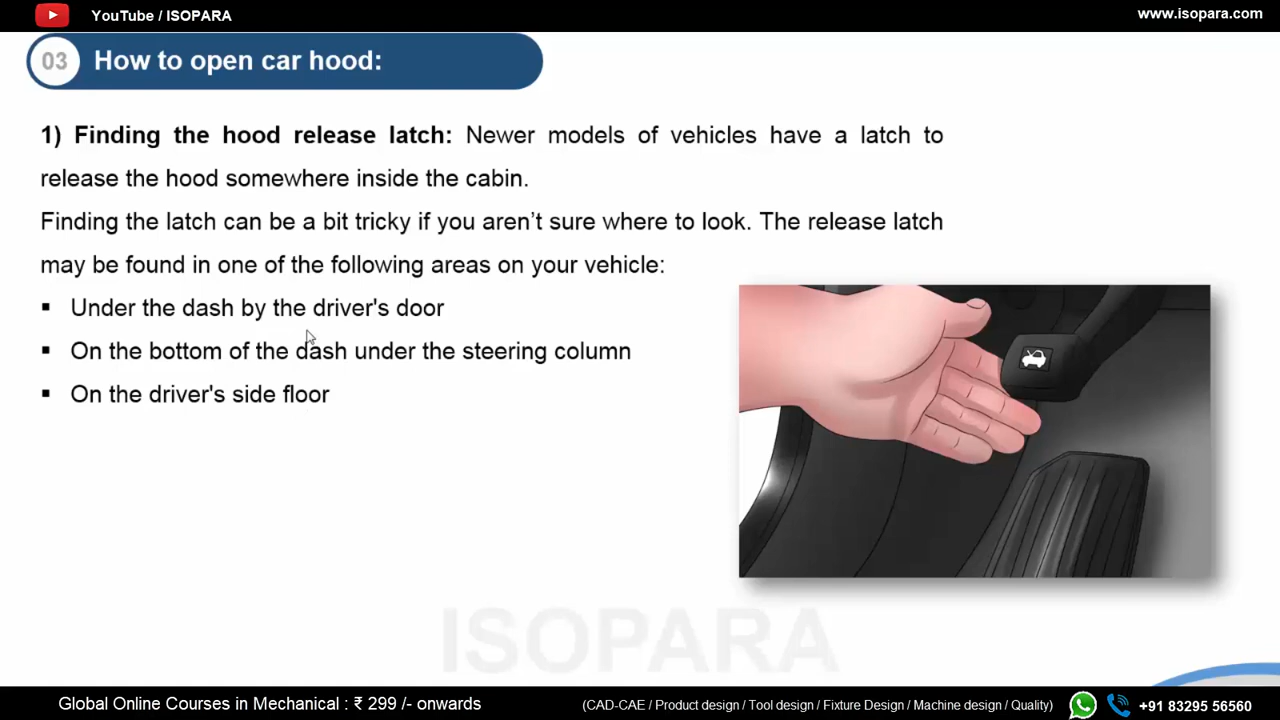 YouTube / ISOPARA
www.isopara.com
03
How to open car hood:
1) Finding the hood release latch: Newer models of vehicles have a latch to
release the hood somewhere inside the cabin.
Finding the latch can be a bit tricky if you aren’t sure where to look. The release latch
may be found in one of the following areas on your vehicle:
▪ Under the dash by the driver's door
▪ On the bottom of the dash under the steering column
▪ On the driver's side floor
ISOPARA
Global Online Courses in Mechanical : ₹ 299 /- onwards
(CAD-CAE / Product design / Tool design / Fixture Design / Machine design / Quality)
+91 83295 56560